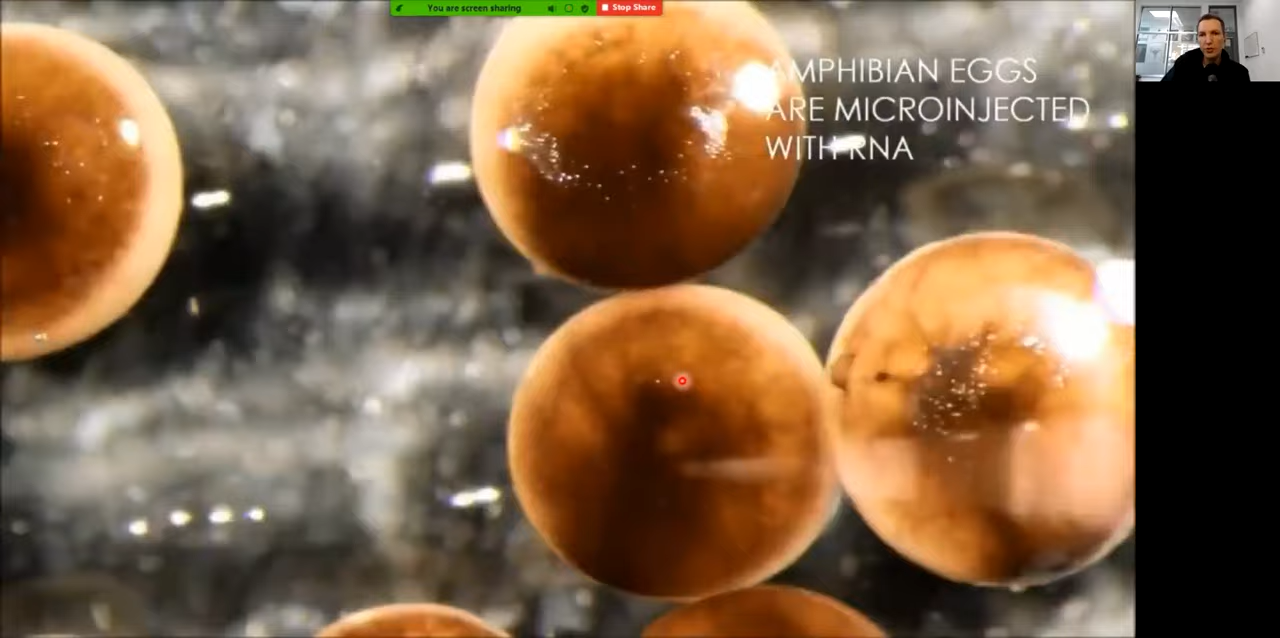 You are screen sharing
Stop Share
AMPHIBIAN EGGS
ARE MICROINJECTED
WITH RNA